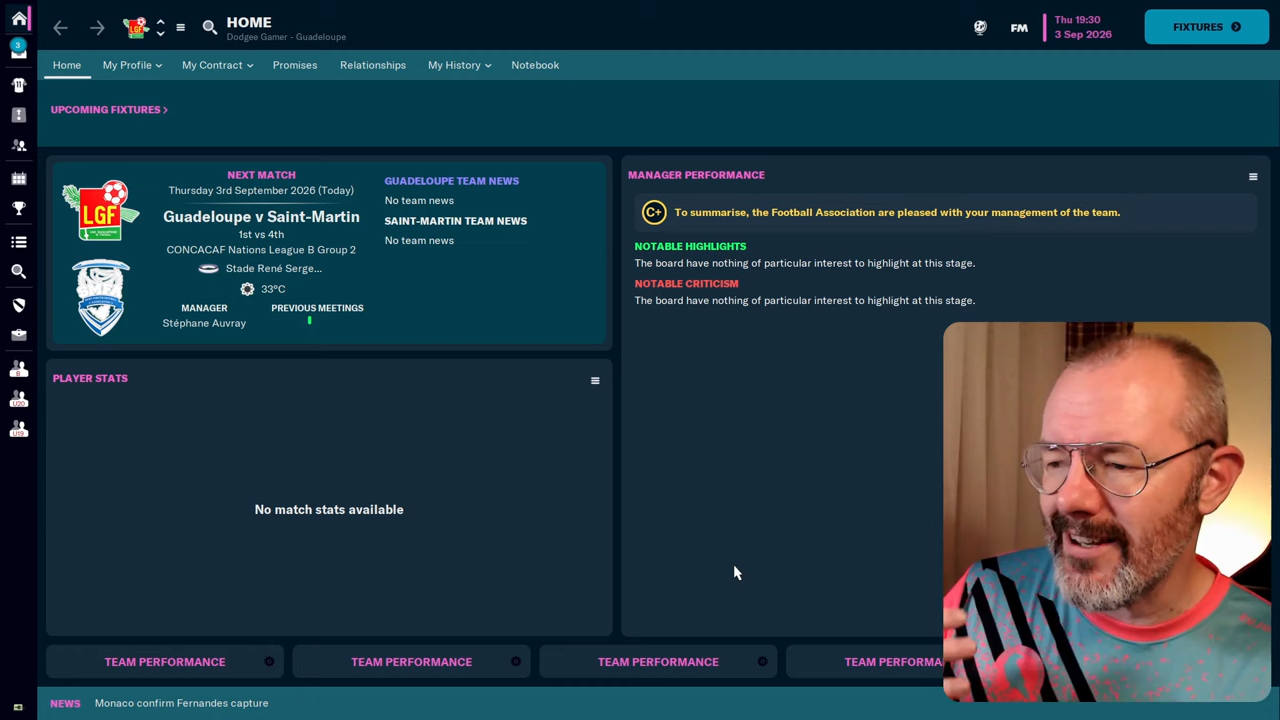 HOME
Dodgee Gamer - Guadeloupe
FM
Thu 19:30
3 Sep 2026
FIXTURES
3
Home
My Profile
My Contract
Promises
Relationships
My History
Notebook
UPCOMING FIXTURES >
NEXT MATCH
Thursday 3rd September 2026 (Today)
Guadeloupe v Saint-Martin
1st vs 4th
CONCACAF Nations League B Group 2
Stade René Serge...
33°C
MANAGER
Stéphane Auvray
PREVIOUS MEETINGS
LGF
GUADELOUPE TEAM NEWS
No team news
SAINT-MARTIN TEAM NEWS
No team news
MANAGER PERFORMANCE
C+ To summarise, the Football Association are pleased with your management of the team.
NOTABLE HIGHLIGHTS
The board have nothing of particular interest to highlight at this stage.
NOTABLE CRITICISM
The board have nothing of particular interest to highlight at this stage.
PLAYER STATS
No match stats available
B
U20
U19
TEAM PERFORMANCE
TEAM PERFORMANCE
TEAM PERFORMANCE
TEAM PERFORMA
NEWS Monaco confirm Fernandes capture